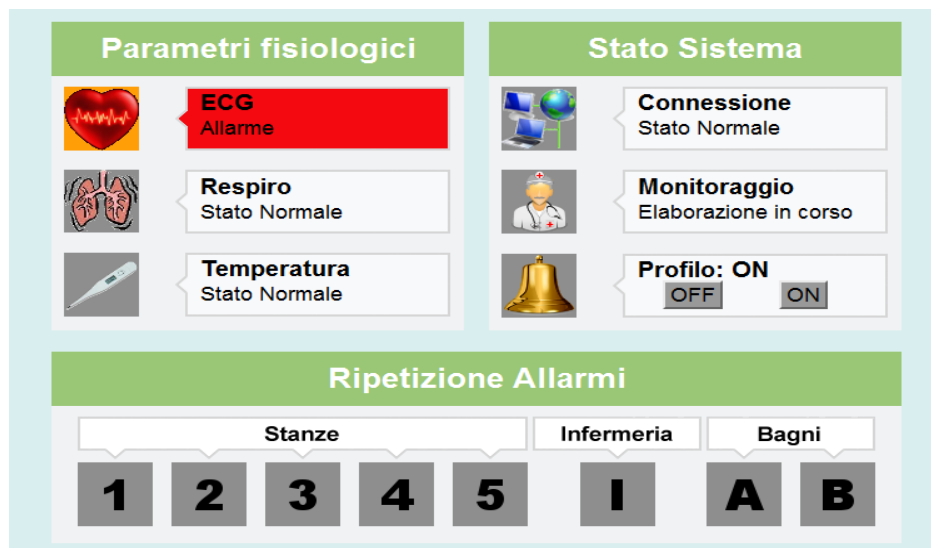 Parametri fisiologici
ECG
Allarme
Respiro
Stato Normale
Temperatura
Stato Normale
Stato Sistema
Connessione
Stato Normale
Monitoraggio
Elaborazione in corso
Profilo: ON
OFF ON
Ripetizione Allarmi
Stanze Infermeria Bagni
1 2 3 4 5 I A B